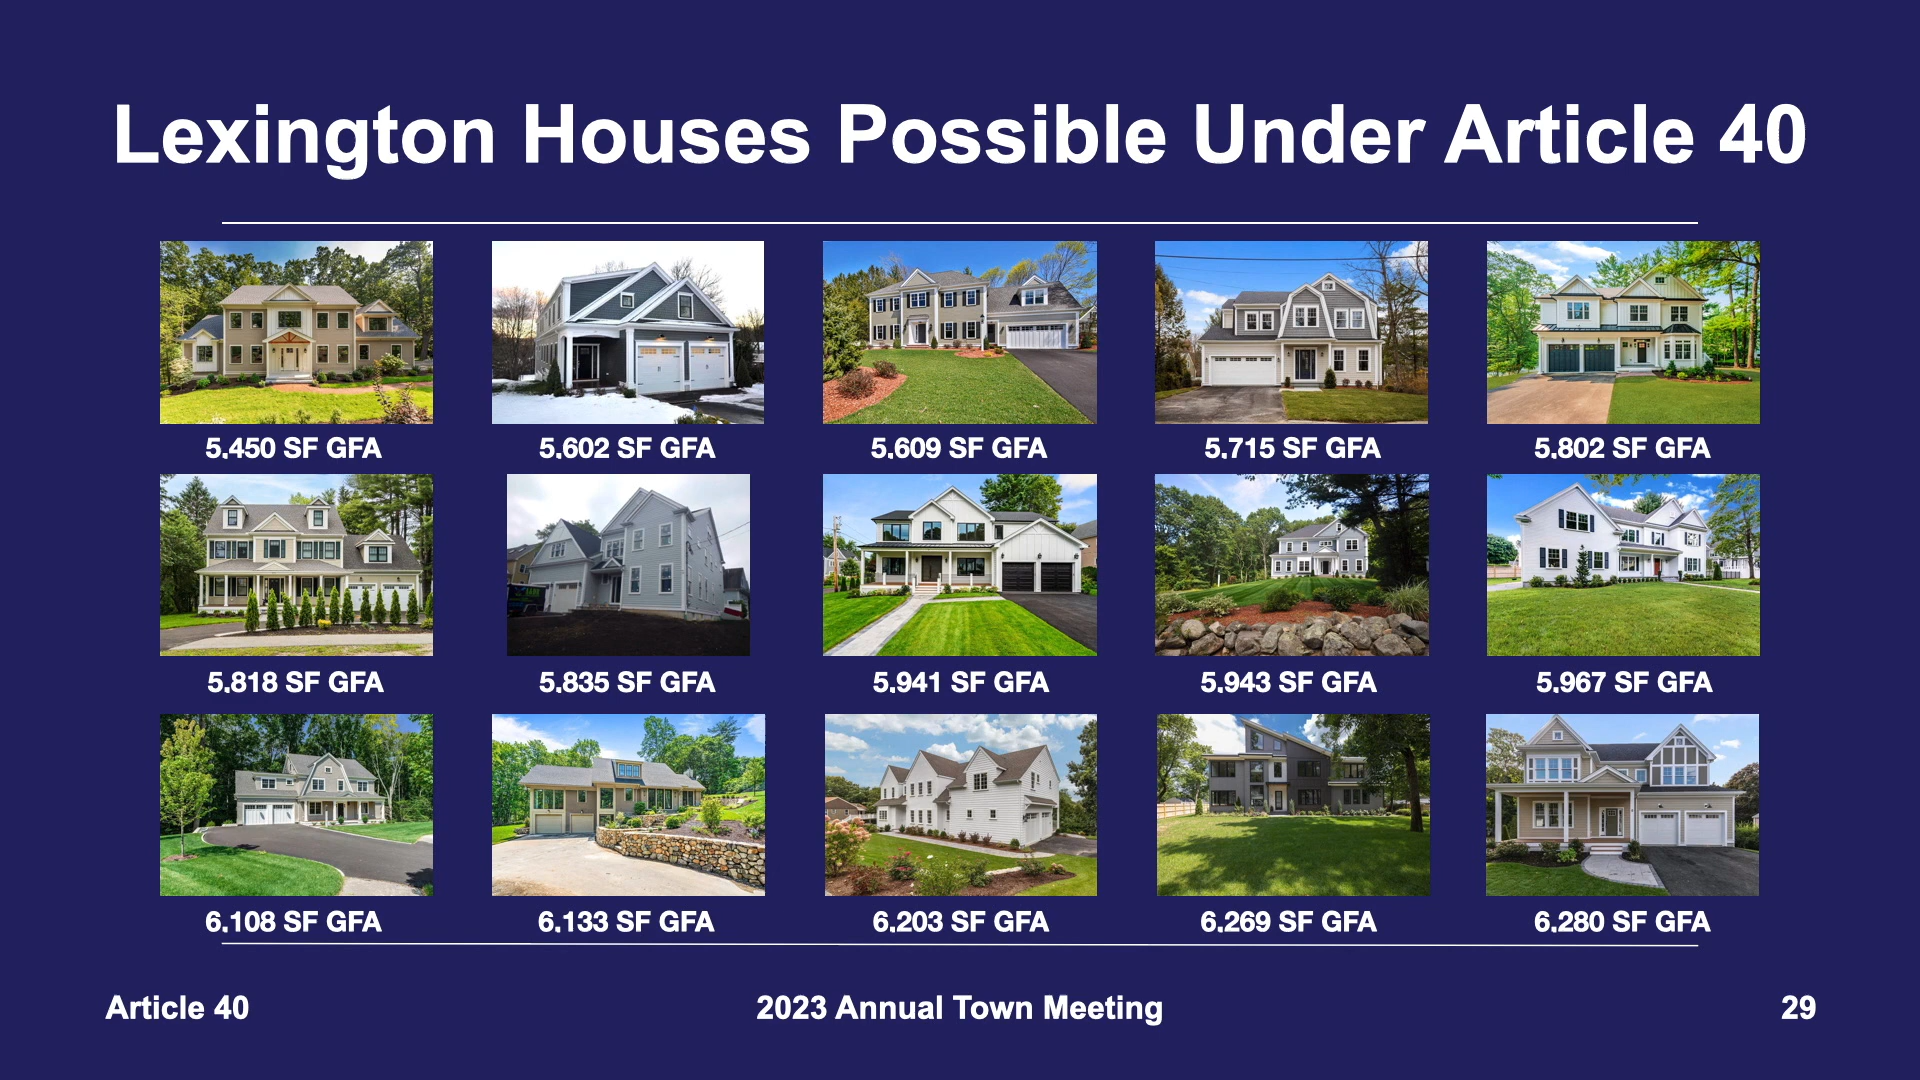 Lexington Houses Possible Under Article 40
5,450 SF GFA
5,602 SF GFA
5,609 SF GFA
5,715 SF GFA
5,802 SF GFA
5,818 SF GFA
5,835 SF GFA
5,941 SF GFA
5,943 SF GFA
5,967 SF GFA
6,108 SF GFA
6,133 SF GFA
6,203 SF GFA
6,269 SF GFA
6,280 SF GFA
Article 40
2023 Annual Town Meeting
29